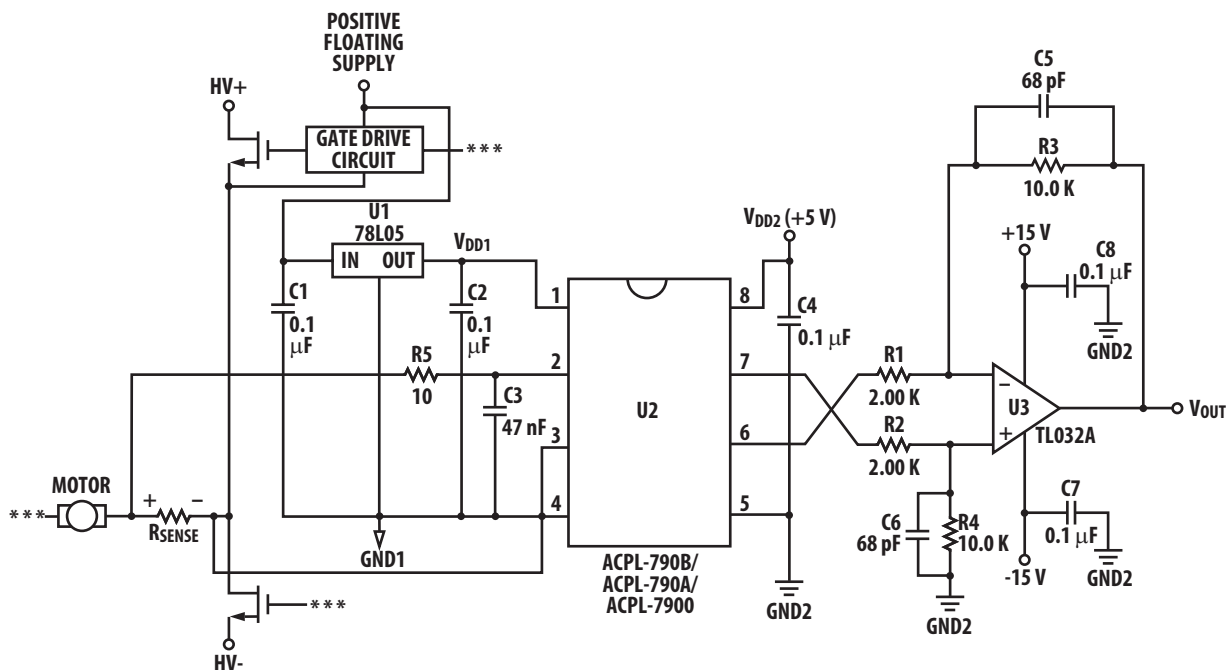 POSITIVE
FLOATING
SUPPLY
HV+
GATE DRIVE
CIRCUIT
***
U1
78L05
IN OUT
VDD1
C1
0.1
μF
C2
0.1
μF
R5
10
C3
47 nF
MOTOR
***
+ −
RSENSE
GND1
***
HV-
1
2
3
4
U2
8
7
6
5
ACPL-790B/
ACPL-790A/
ACPL-7900
VDD2 (+5 V)
C4
0.1 μF
GND2
R1
2.00 K
R2
2.00 K
C5
68 pF
R3
10.0 K
+15 V
C8
0.1 μF
GND2
−
+
U3
TL032A
VOUT
C6
68 pF
R4
10.0 K
GND2
C7
0.1 μF
-15 V
GND2